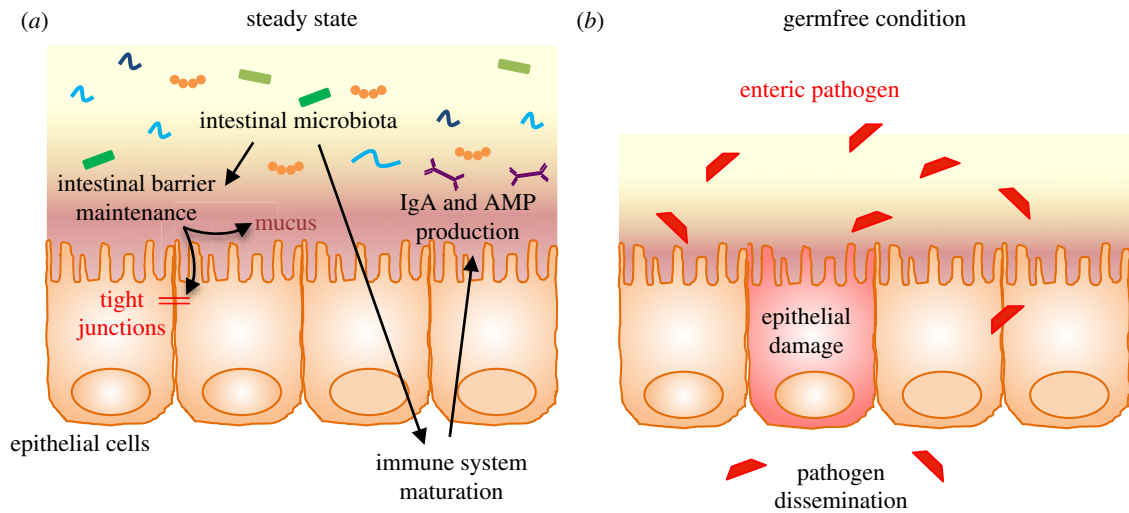 (a)
steady state
intestinal microbiota
intestinal barrier
maintenance
mucus
IgA and AMP
production
tight
junctions
epithelial cells
immune system
maturation
(b)
germfree condition
enteric pathogen
epithelial
damage
pathogen
dissemination